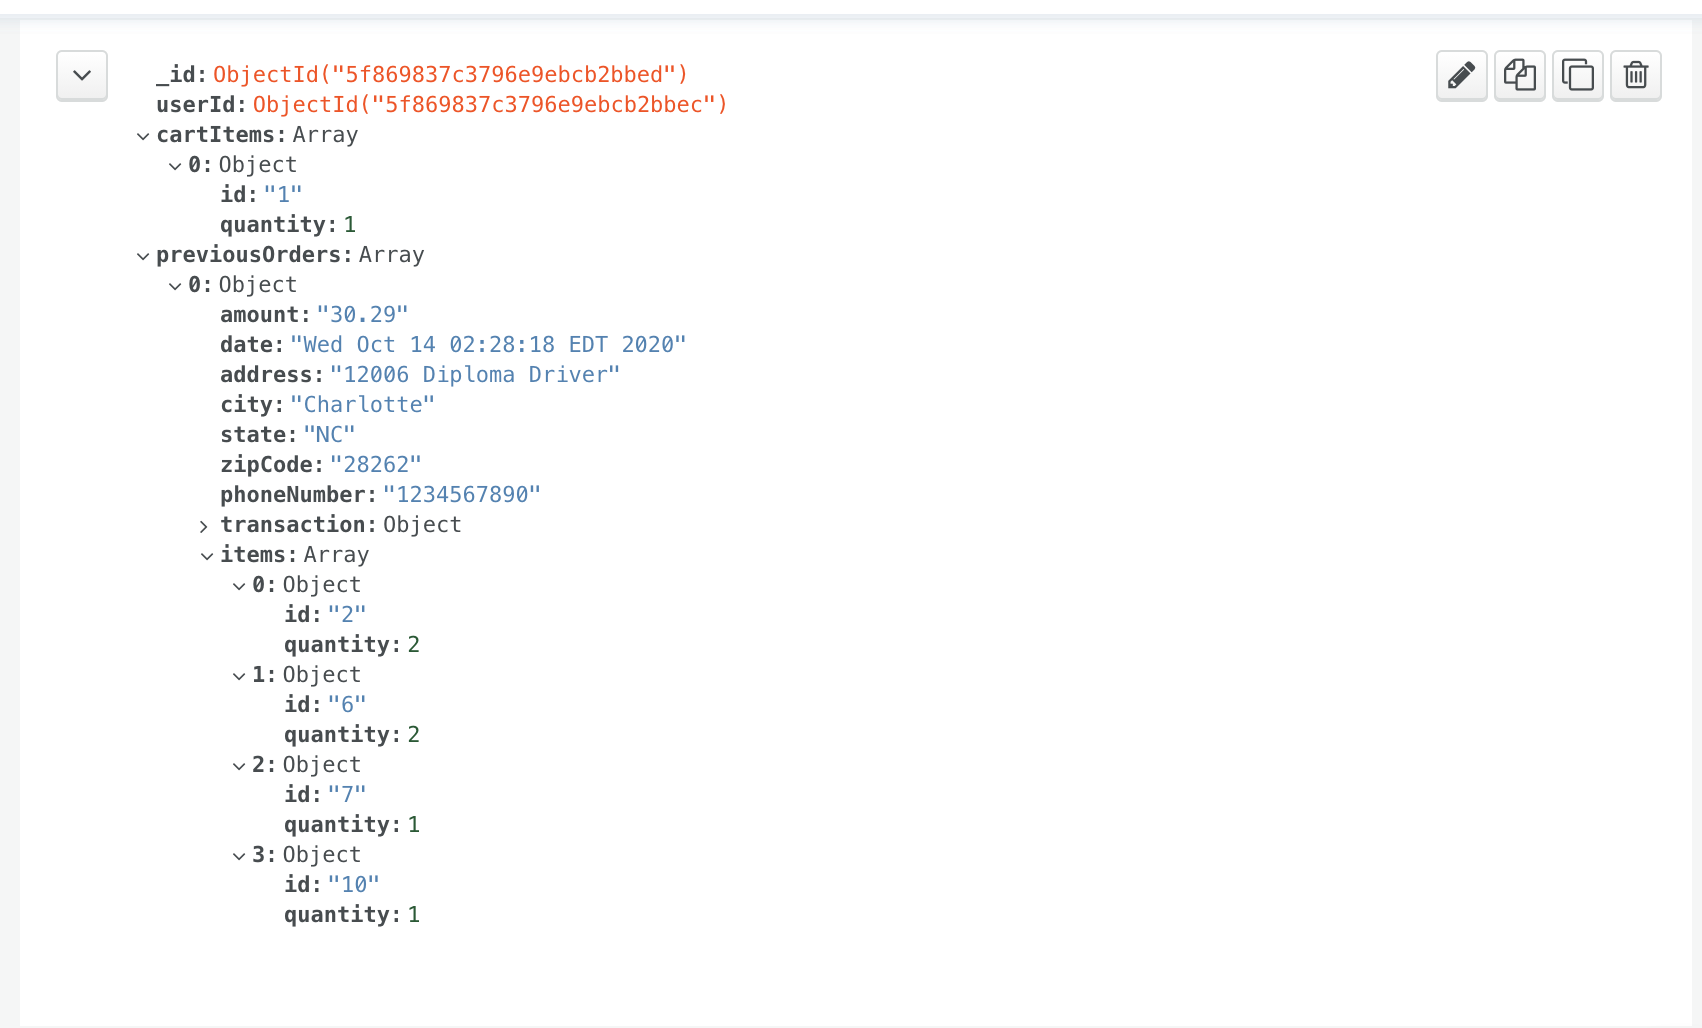 _id: ObjectId("5f869837c3796e9ebcb2bbed")
userId: ObjectId("5f869837c3796e9ebcb2bbec")
cartItems: Array
0: Object
id: "1"
quantity: 1
previousOrders: Array
0: Object
amount: "30.29"
date: "Wed Oct 14 02:28:18 EDT 2020"
address: "12006 Diploma Driver"
city: "Charlotte"
state: "NC"
zipCode: "28262"
phoneNumber: "1234567890"
transaction: Object
items: Array
0: Object
id: "2"
quantity: 2
1: Object
id: "6"
quantity: 2
2: Object
id: "7"
quantity: 1
3: Object
id: "10"
quantity: 1